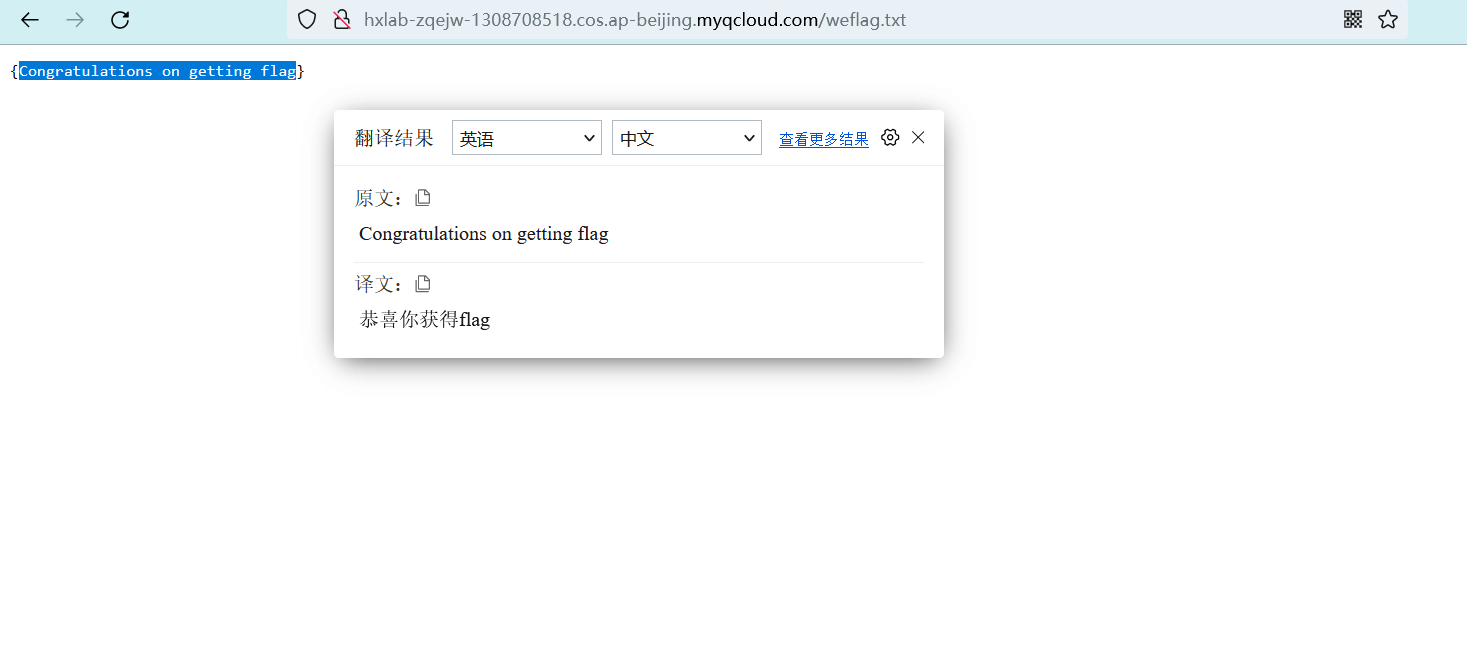 hxlab-zqejw-1308708518.cos.ap-beijing.myqcloud.com/weflag.txt
{Congratulations on getting flag}
翻译结果 英语 中文 查看更多结果
原文：
Congratulations on getting flag
译文：
恭喜你获得flag